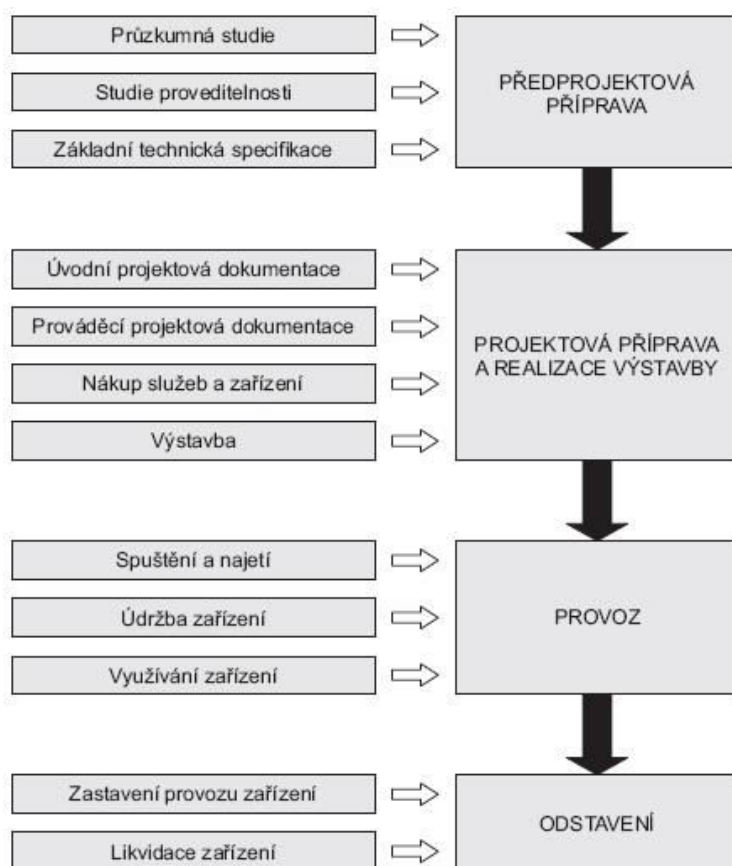 Průzkumná studie
Studie proveditelnosti
Základní technická specifikace
PŘEDPROJEKTOVÁ
PŘÍPRAVA
Úvodní projektová dokumentace
Prováděcí projektová dokumentace
Nákup služeb a zařízení
Výstavba
PROJEKTOVÁ PŘÍPRAVA
A REALIZACE VÝSTAVBY
Spuštění a najetí
Údržba zařízení
Využívání zařízení
PROVOZ
Zastavení provozu zařízení
Likvidace zařízení
ODSTAVENÍ